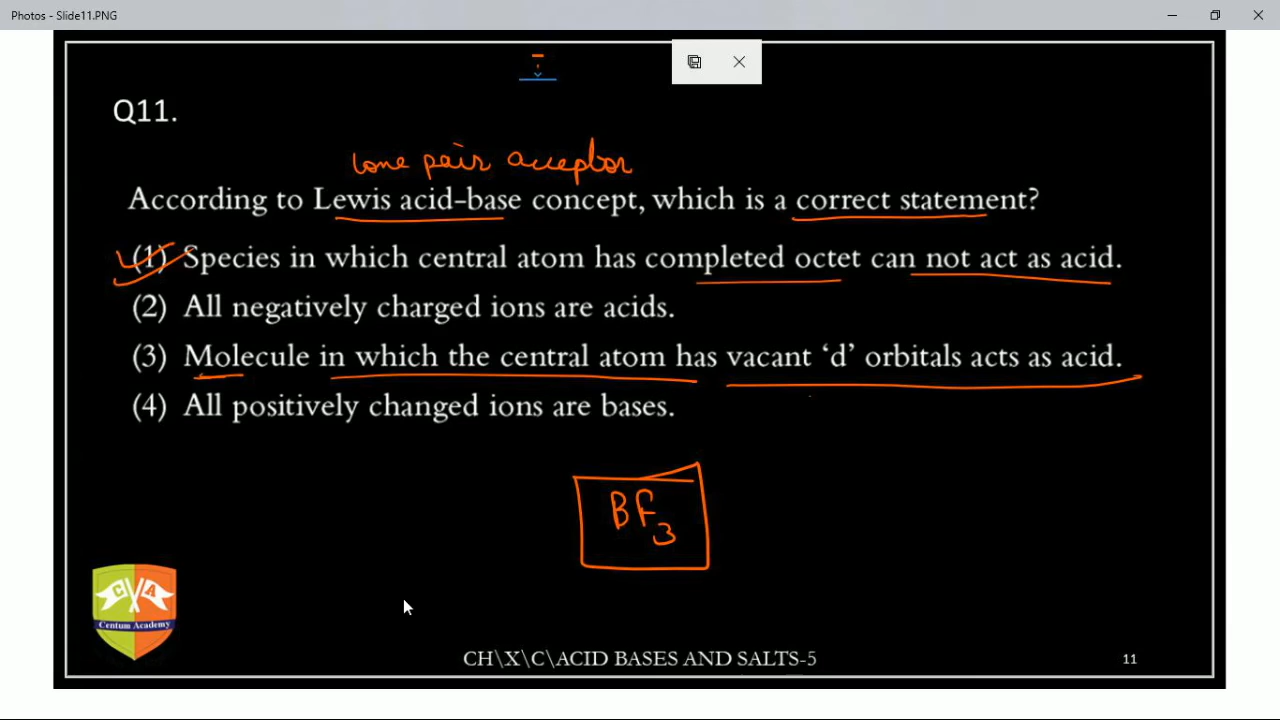 Photos - Slide11.PNG
Q11.
lone pair acceptor
According to Lewis acid-base concept, which is a correct statement?
(1) Species in which central atom has completed octet can not act as acid.
(2) All negatively charged ions are acids.
(3) Molecule in which the central atom has vacant ‘d’ orbitals acts as acid.
(4) All positively changed ions are bases.
BF3
C A
Centum Academy
CH\X\C\ACID BASES AND SALTS-5
11